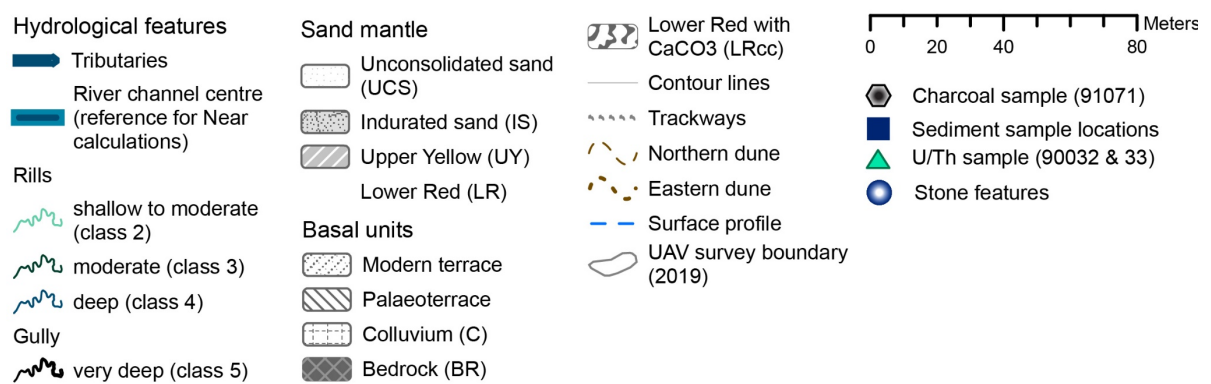 Hydrological features
Tributaries
River channel centre
(reference for Near
calculations)
Rills
shallow to moderate
(class 2)
moderate (class 3)
deep (class 4)
Gully
very deep (class 5)
Sand mantle
Unconsolidated sand
(UCS)
Indurated sand (IS)
Upper Yellow (UY)
Lower Red (LR)
Basal units
Modern terrace
Palaeoterrace
Colluvium (C)
Bedrock (BR)
Lower Red with
CaCO3 (LRcc)
Contour lines
Trackways
Northern dune
Eastern dune
Surface profile
UAV survey boundary
(2019)
Meters
0 20 40 80
Charcoal sample (91071)
Sediment sample locations
U/Th sample (90032 & 33)
Stone features